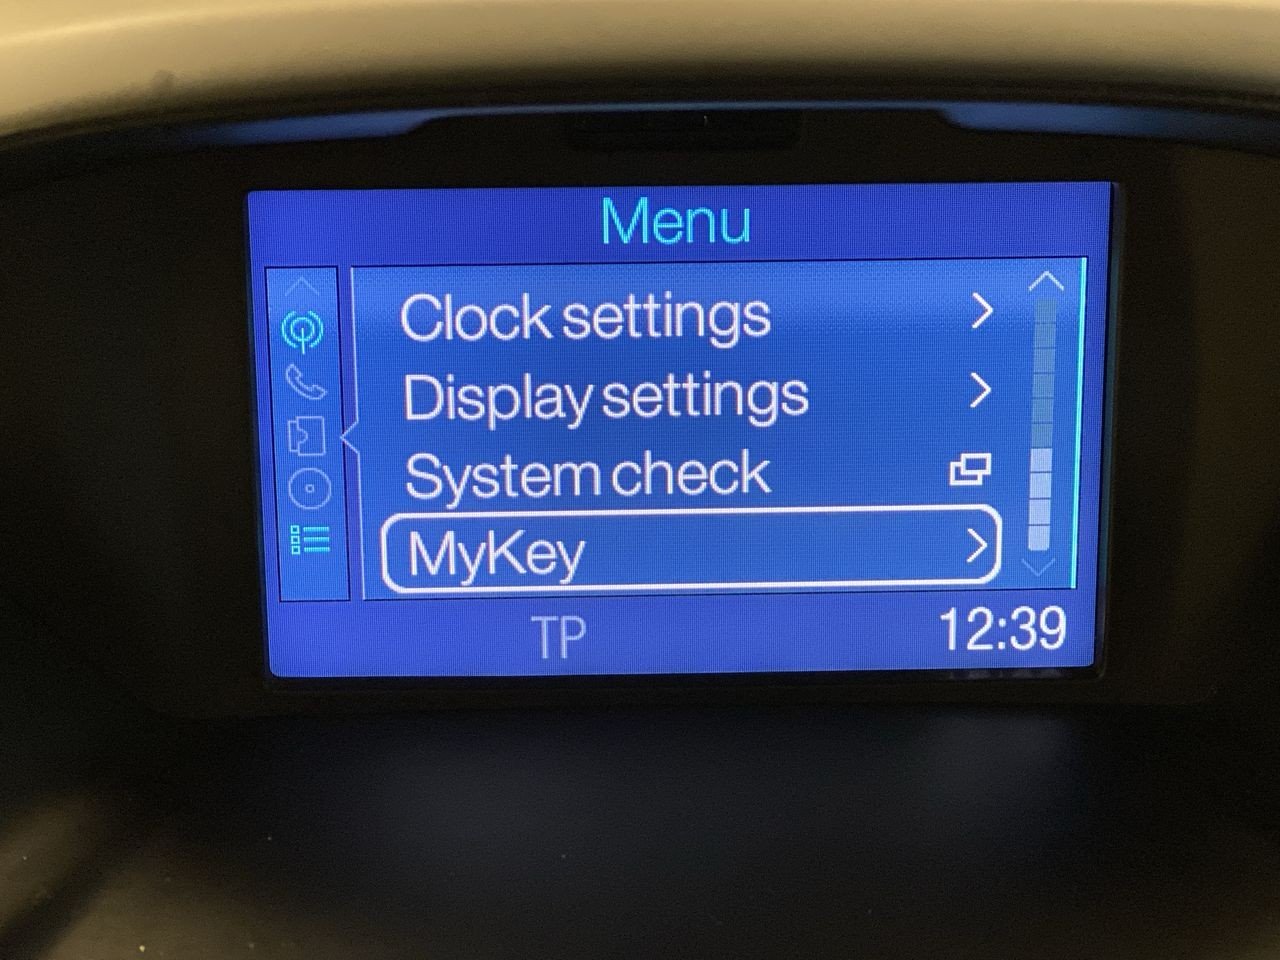 Menu
Clock settings
Display settings
System check
MyKey
TP
12:39